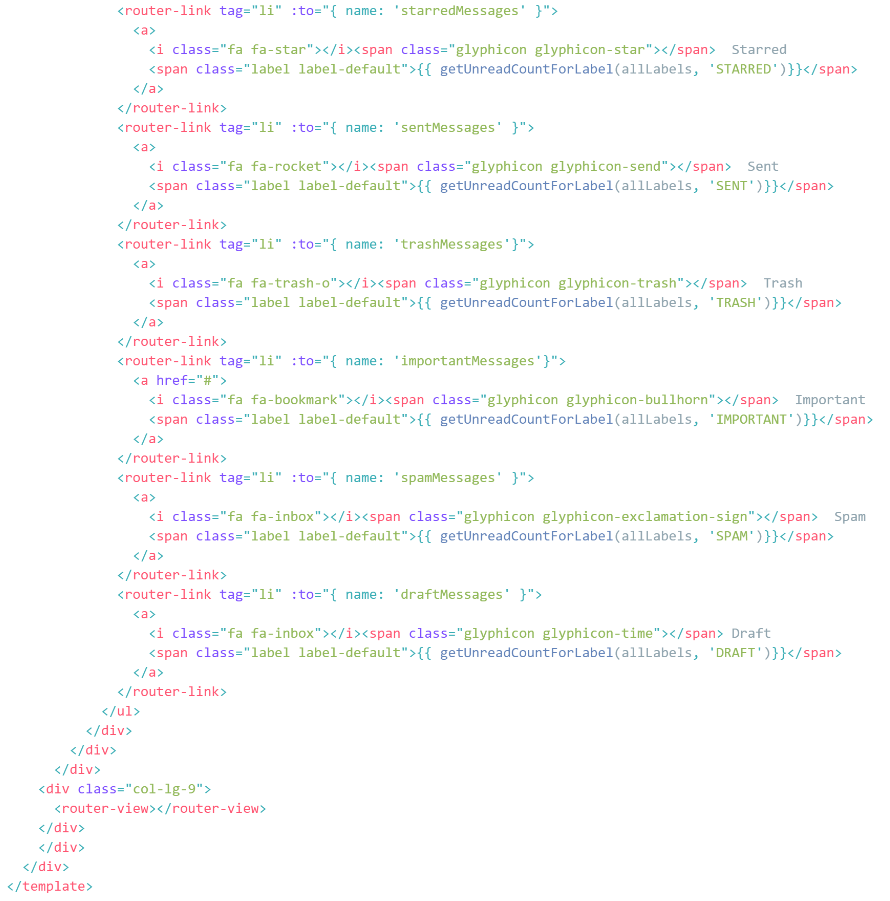 <router-link tag="li" :to="{ name: 'starredMessages' }">
<a>
<i class="fa fa-star"></i><span class="glyphicon glyphicon-star"></span>  Starred
<span class="label label-default">{{ getUnreadCountForLabel(allLabels, 'STARRED')}}</span>
</a>
</router-link>
<router-link tag="li" :to="{ name: 'sentMessages' }">
<a>
<i class="fa fa-rocket"></i><span class="glyphicon glyphicon-send"></span>  Sent
<span class="label label-default">{{ getUnreadCountForLabel(allLabels, 'SENT')}}</span>
</a>
</router-link>
<router-link tag="li" :to="{ name: 'trashMessages'}">
<a>
<i class="fa fa-trash-o"></i><span class="glyphicon glyphicon-trash"></span>  Trash
<span class="label label-default">{{ getUnreadCountForLabel(allLabels, 'TRASH')}}</span>
</a>
</router-link>
<router-link tag="li" :to="{ name: 'importantMessages'}">
<a href="#">
<i class="fa fa-bookmark"></i><span class="glyphicon glyphicon-bullhorn"></span>  Important
<span class="label label-default">{{ getUnreadCountForLabel(allLabels, 'IMPORTANT')}}</span>
</a>
</router-link>
<router-link tag="li" :to="{ name: 'spamMessages' }">
<a>
<i class="fa fa-inbox"></i><span class="glyphicon glyphicon-exclamation-sign"></span>  Spam
<span class="label label-default">{{ getUnreadCountForLabel(allLabels, 'SPAM')}}</span>
</a>
</router-link>
<router-link tag="li" :to="{ name: 'draftMessages' }">
<a>
<i class="fa fa-inbox"></i><span class="glyphicon glyphicon-time"></span> Draft
<span class="label label-default">{{ getUnreadCountForLabel(allLabels, 'DRAFT')}}</span>
</a>
</router-link>
</ul>
</div>
</div>
</div>
<div class="col-lg-9">
<router-view></router-view>
</div>
</div>
</div>
</template>